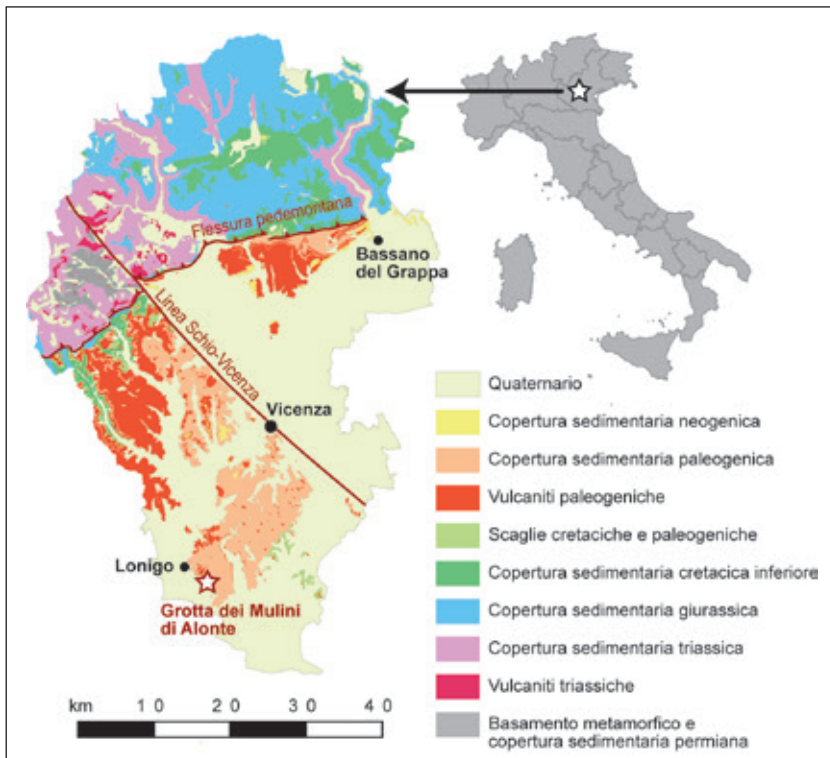 Flessura pedemontana
Bassano
del Grappa
Linea Schio-Vicenza
Vicenza
Lonigo
Grotta dei Mulini
di Alonte
km 10 20 30 40
Quaternario
Copertura sedimentaria neogenica
Copertura sedimentaria paleogenica
Vulcaniti paleogeniche
Scaglie cretaciche e paleogeniche
Copertura sedimentaria cretacica inferiore
Copertura sedimentaria giurassica
Copertura sedimentaria triassica
Vulcaniti triassiche
Basamento metamorfico e
copertura sedimentaria permiana